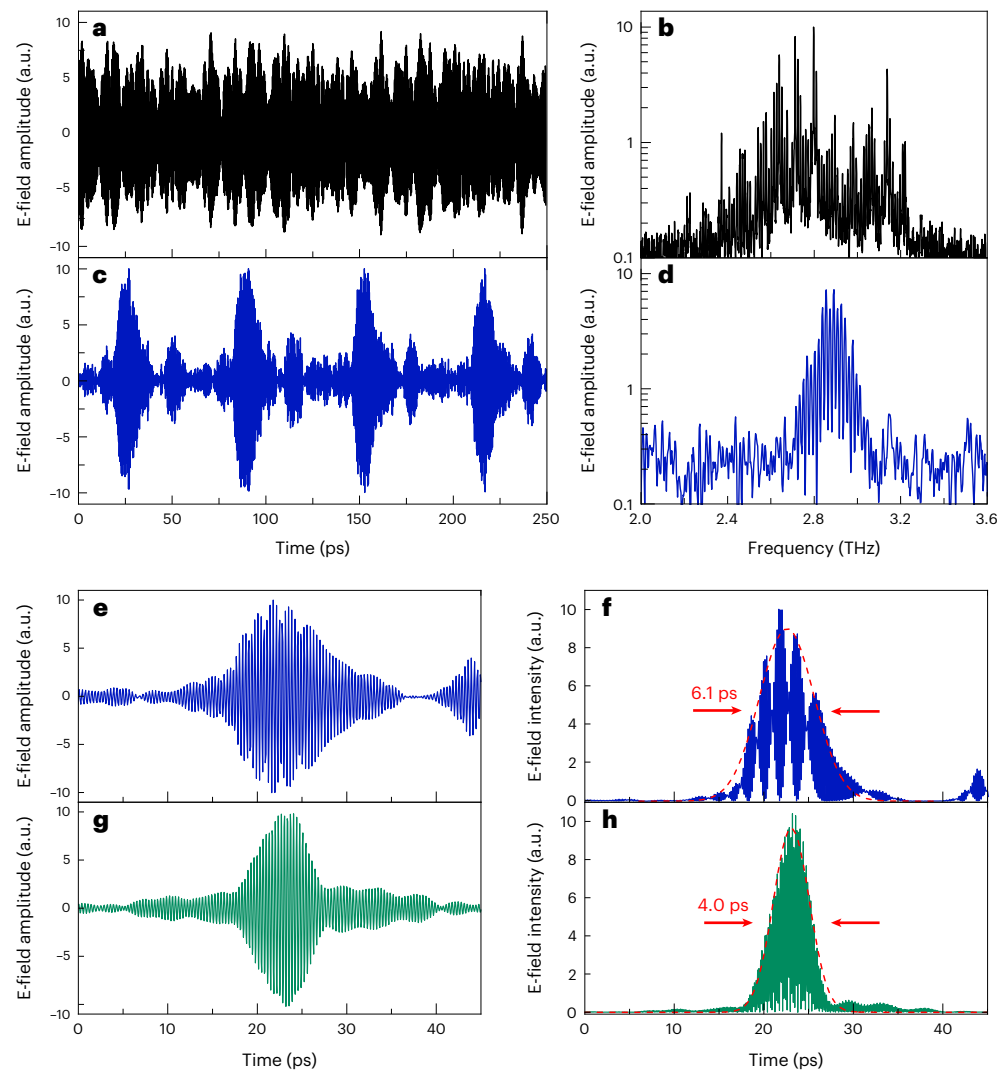 a
E-field amplitude (a.u.)
10
5
0
–5
–10
b
E-field amplitude (a.u.)
10
1
0.1
c
E-field amplitude (a.u.)
10
5
0
–5
–10
0
50
100
150
200
250
Time (ps)
d
E-field amplitude (a.u.)
10
1
0.1
2.0
2.4
2.8
3.2
3.6
Frequency (THz)
e
E-field amplitude (a.u.)
10
5
0
–5
–10
f
E-field intensity (a.u.)
10
8
6
4
2
0
6.1 ps
g
E-field amplitude (a.u.)
10
5
0
–5
–10
0
10
20
30
40
Time (ps)
h
E-field intensity (a.u.)
10
8
6
4
2
0
4.0 ps
0
10
20
30
40
Time (ps)